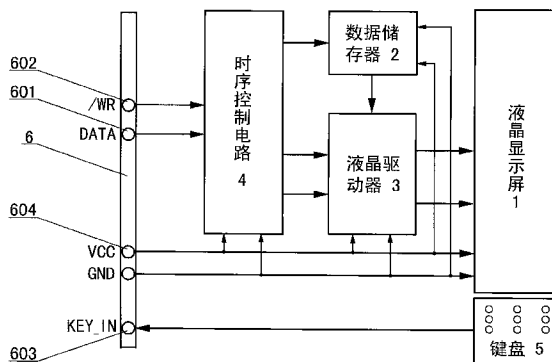 602
/WR
601
DATA
6
604
VCC
GND
KEY_IN
603
时序控制电路 4
数据储
存器 2
液晶驱
动器 3
液晶显示屏 1
键盘 5